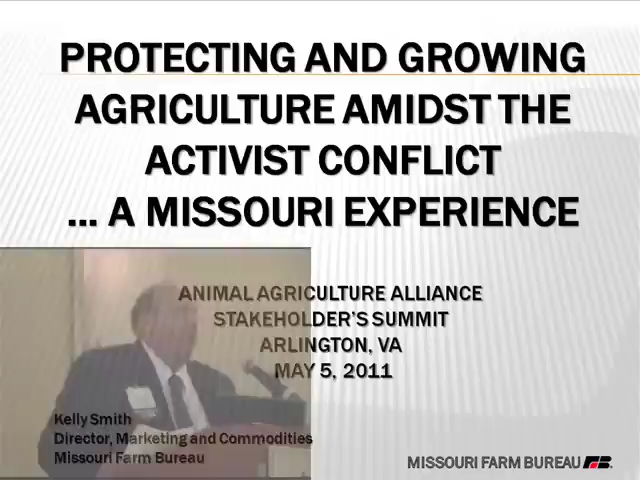 PROTECTING AND GROWING
AGRICULTURE AMIDST THE
ACTIVIST CONFLICT
... A MISSOURI EXPERIENCE
ANIMAL AGRICULTURE ALLIANCE
STAKEHOLDER'S SUMMIT
ARLINGTON, VA
MAY 5, 2011
Kelly Smith
Director, Marketing and Commodities
Missouri Farm Bureau
MISSOURI FARM BUREAU FB